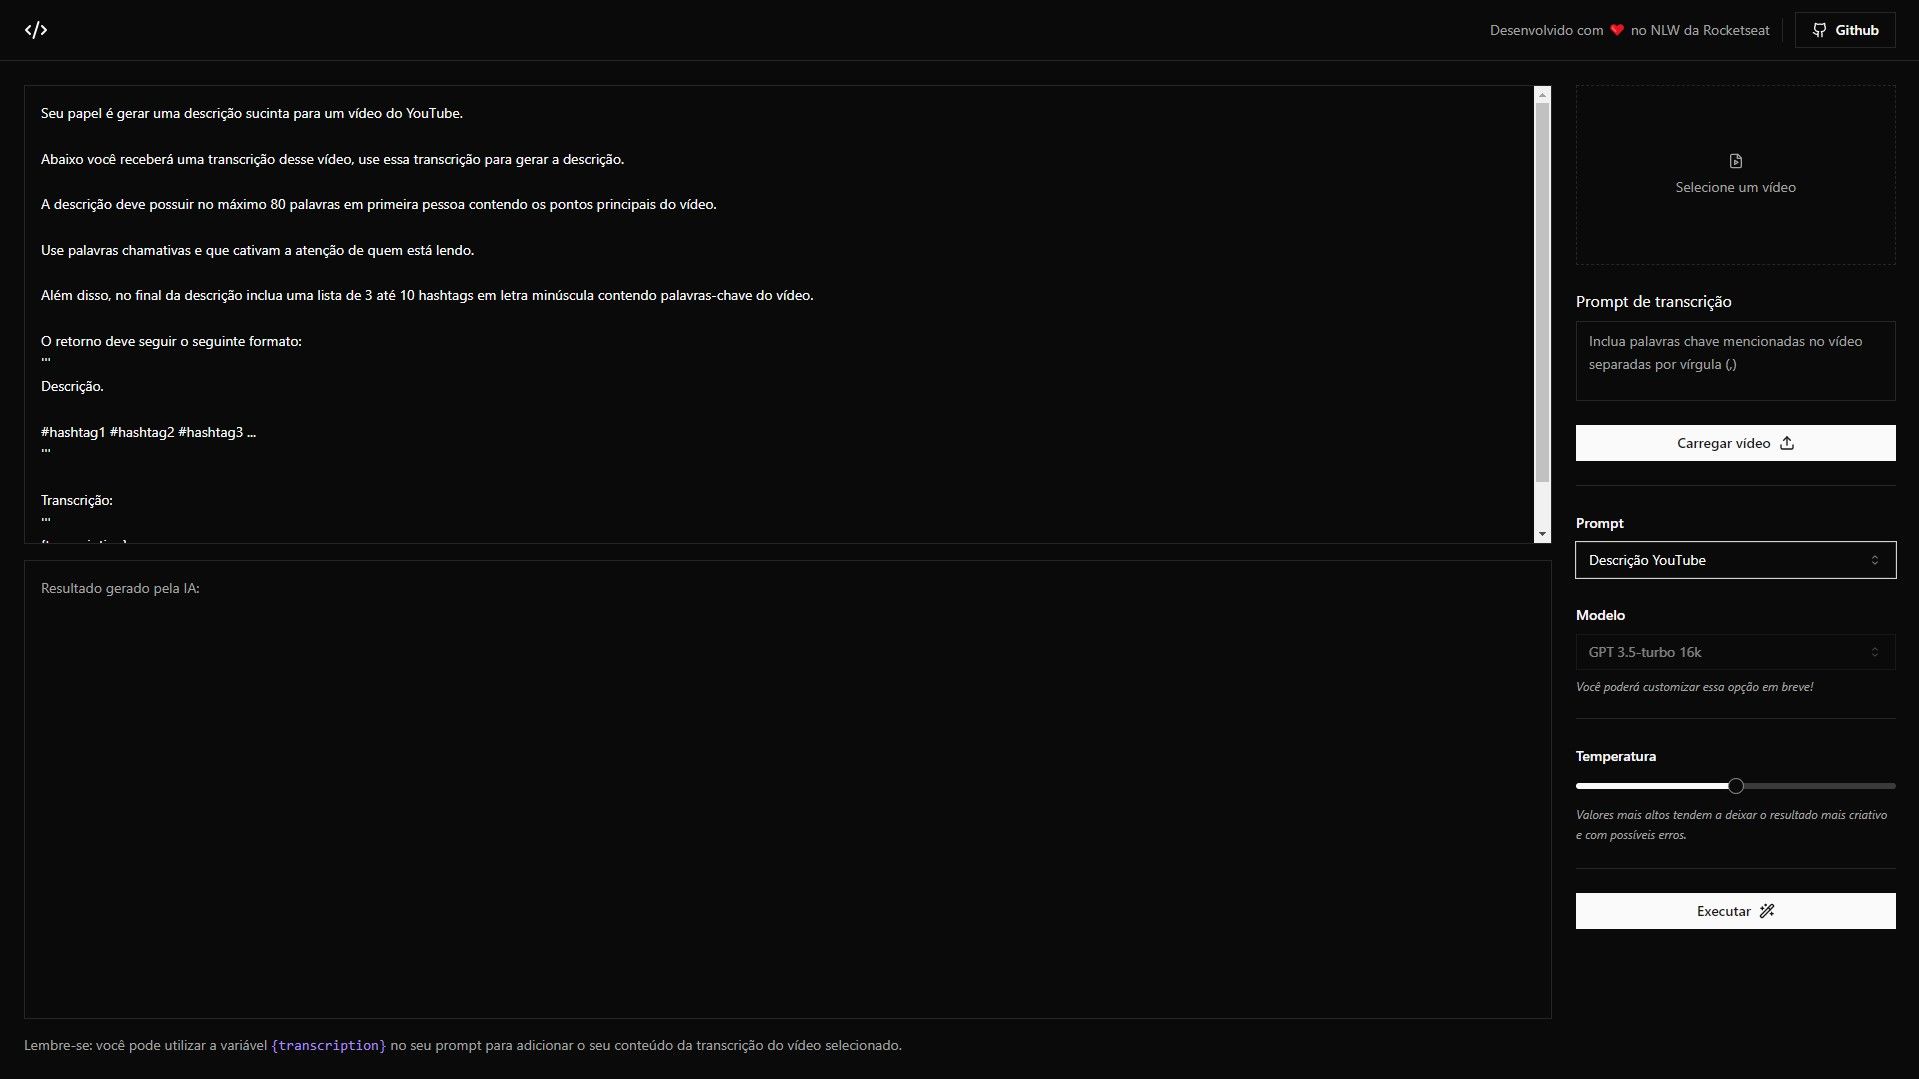 </>
Desenvolvido com ❤️ no NLW da Rocketseat
Github
Seu papel é gerar uma descrição sucinta para um vídeo do YouTube.
Abaixo você receberá uma transcrição desse vídeo, use essa transcrição para gerar a descrição.
A descrição deve possuir no máximo 80 palavras em primeira pessoa contendo os pontos principais do vídeo.
Use palavras chamativas e que cativam a atenção de quem está lendo.
Além disso, no final da descrição inclua uma lista de 3 até 10 hashtags em letra minúscula contendo palavras-chave do vídeo.
O retorno deve seguir o seguinte formato:
'''
Descrição.
#hashtag1 #hashtag2 #hashtag3 ...
'''
Transcrição:
'''
Resultado gerado pela IA:
Lembre-se: você pode utilizar a variável {transcription} no seu prompt para adicionar o seu conteúdo da transcrição do vídeo selecionado.
Selecione um vídeo
Prompt de transcrição
Inclua palavras chave mencionadas no vídeo
separadas por vírgula (,)
Carregar vídeo
Prompt
Descrição YouTube
Modelo
GPT 3.5-turbo 16k
Você poderá customizar essa opção em breve!
Temperatura
Valores mais altos tendem a deixar o resultado mais criativo
e com possíveis erros.
Executar